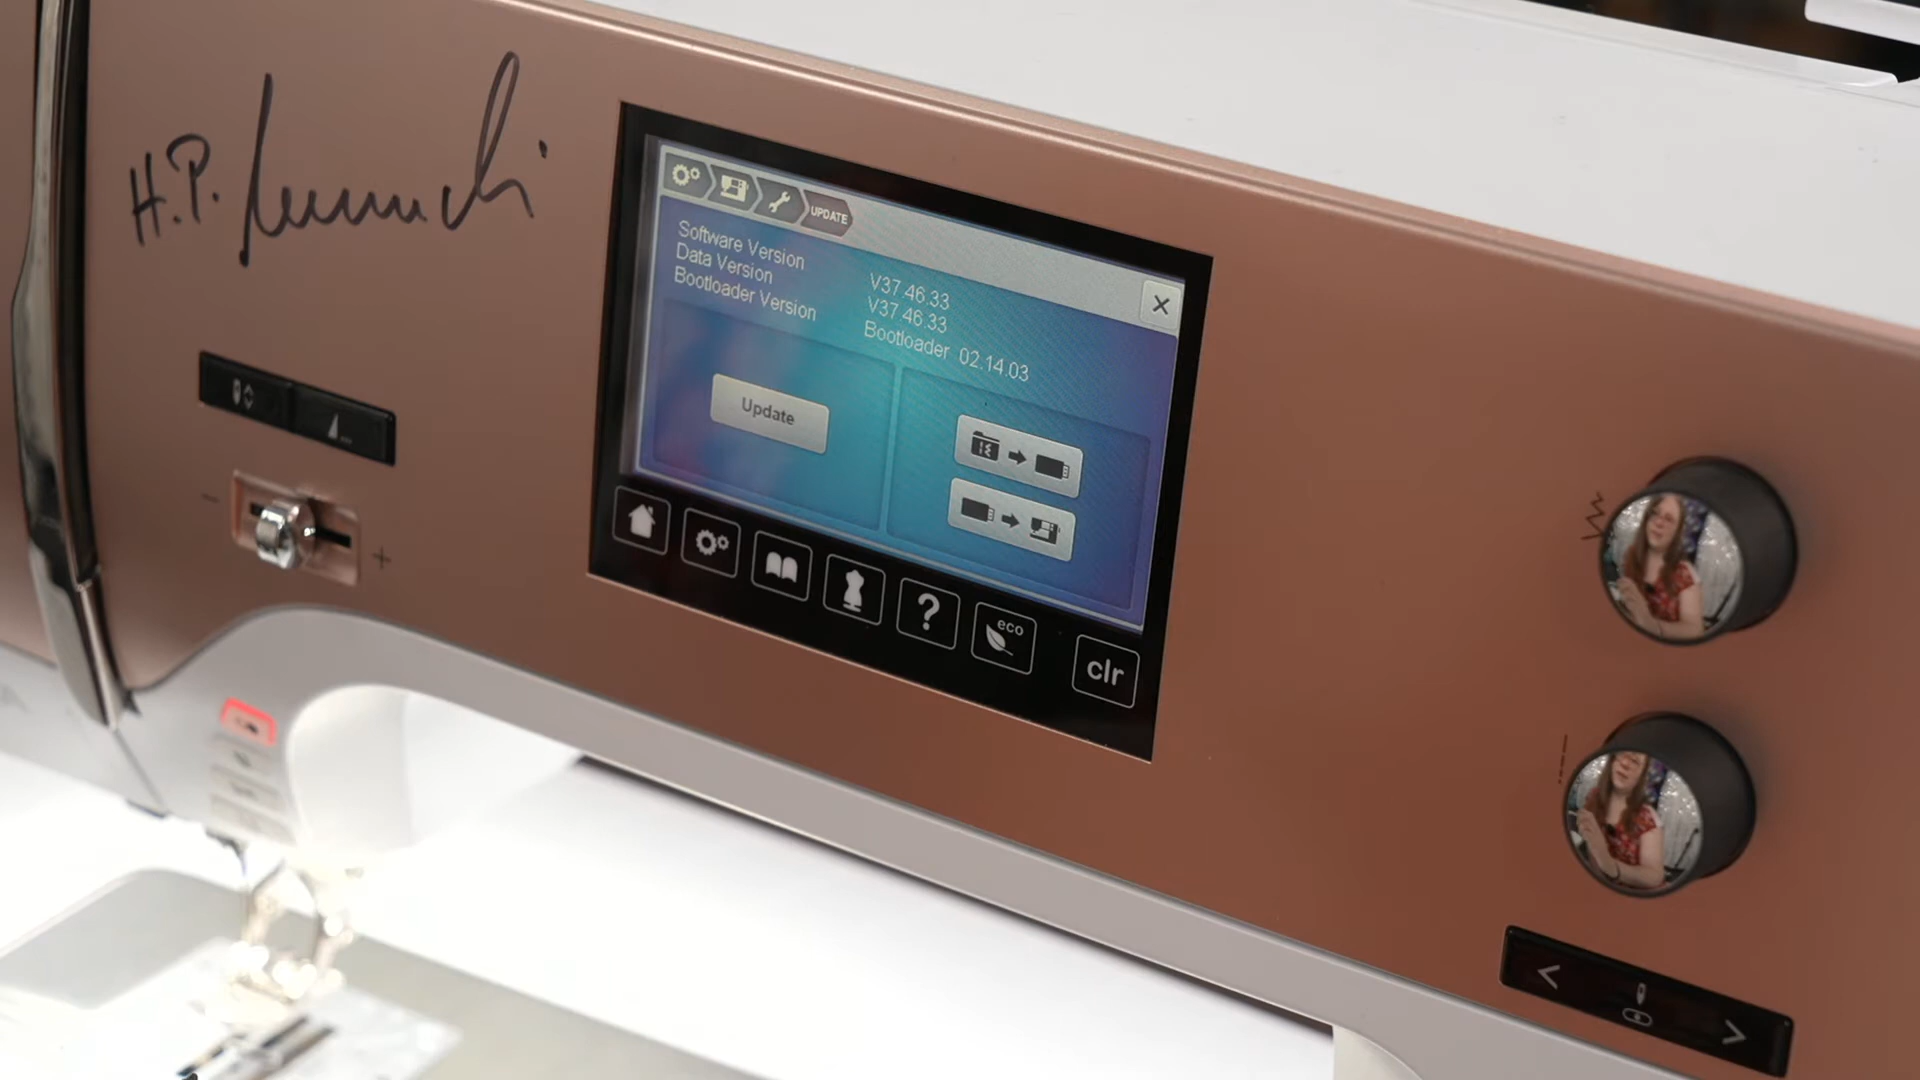 H.P.
UPDATE
Software Version V37.46.33
Data Version V37.46.33
Bootloader Version Bootloader 02.14.03
Update
?
eco
clr